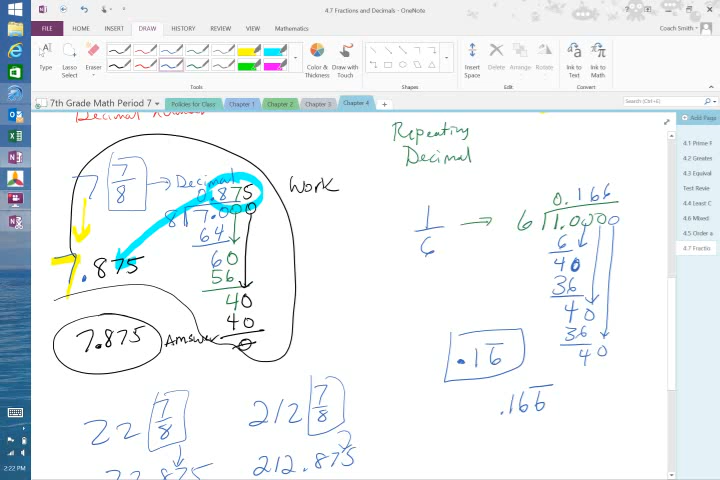 4.7 Fractions and Decimals - OneNote
Coach Smith
FILE HOME INSERT DRAW HISTORY REVIEW VIEW Mathematics
Type
Lasso Select
Eraser
Color & Thickness
Draw with Touch
Insert Space
Delete
Arrange
Rotate
Ink to Text
Ink to Math
Tools
Shapes
Edit
Convert
7th Grade Math Period 7
Policies for Class
Chapter 1
Chapter 2
Chapter 3
Chapter 4
Search (Ctrl+E)
Add Page
4.1 Prime F
4.2 Greates
4.3 Equival
Test Revie
4.4 Least C
4.6 Mixed
4.5 Order a
4.7 Fractio
Repeating
Decimal
7 7/8 → Decimal
0.875
Work
8 7.000
64
60
56
40
40
0
7.875
7.875 Answer
1/6 →
0.166
6 1.0000
6
40
36
40
36
40
.16̅
.166̅
22 7/8
212 7/8
22.875
212.875
2:22 PM